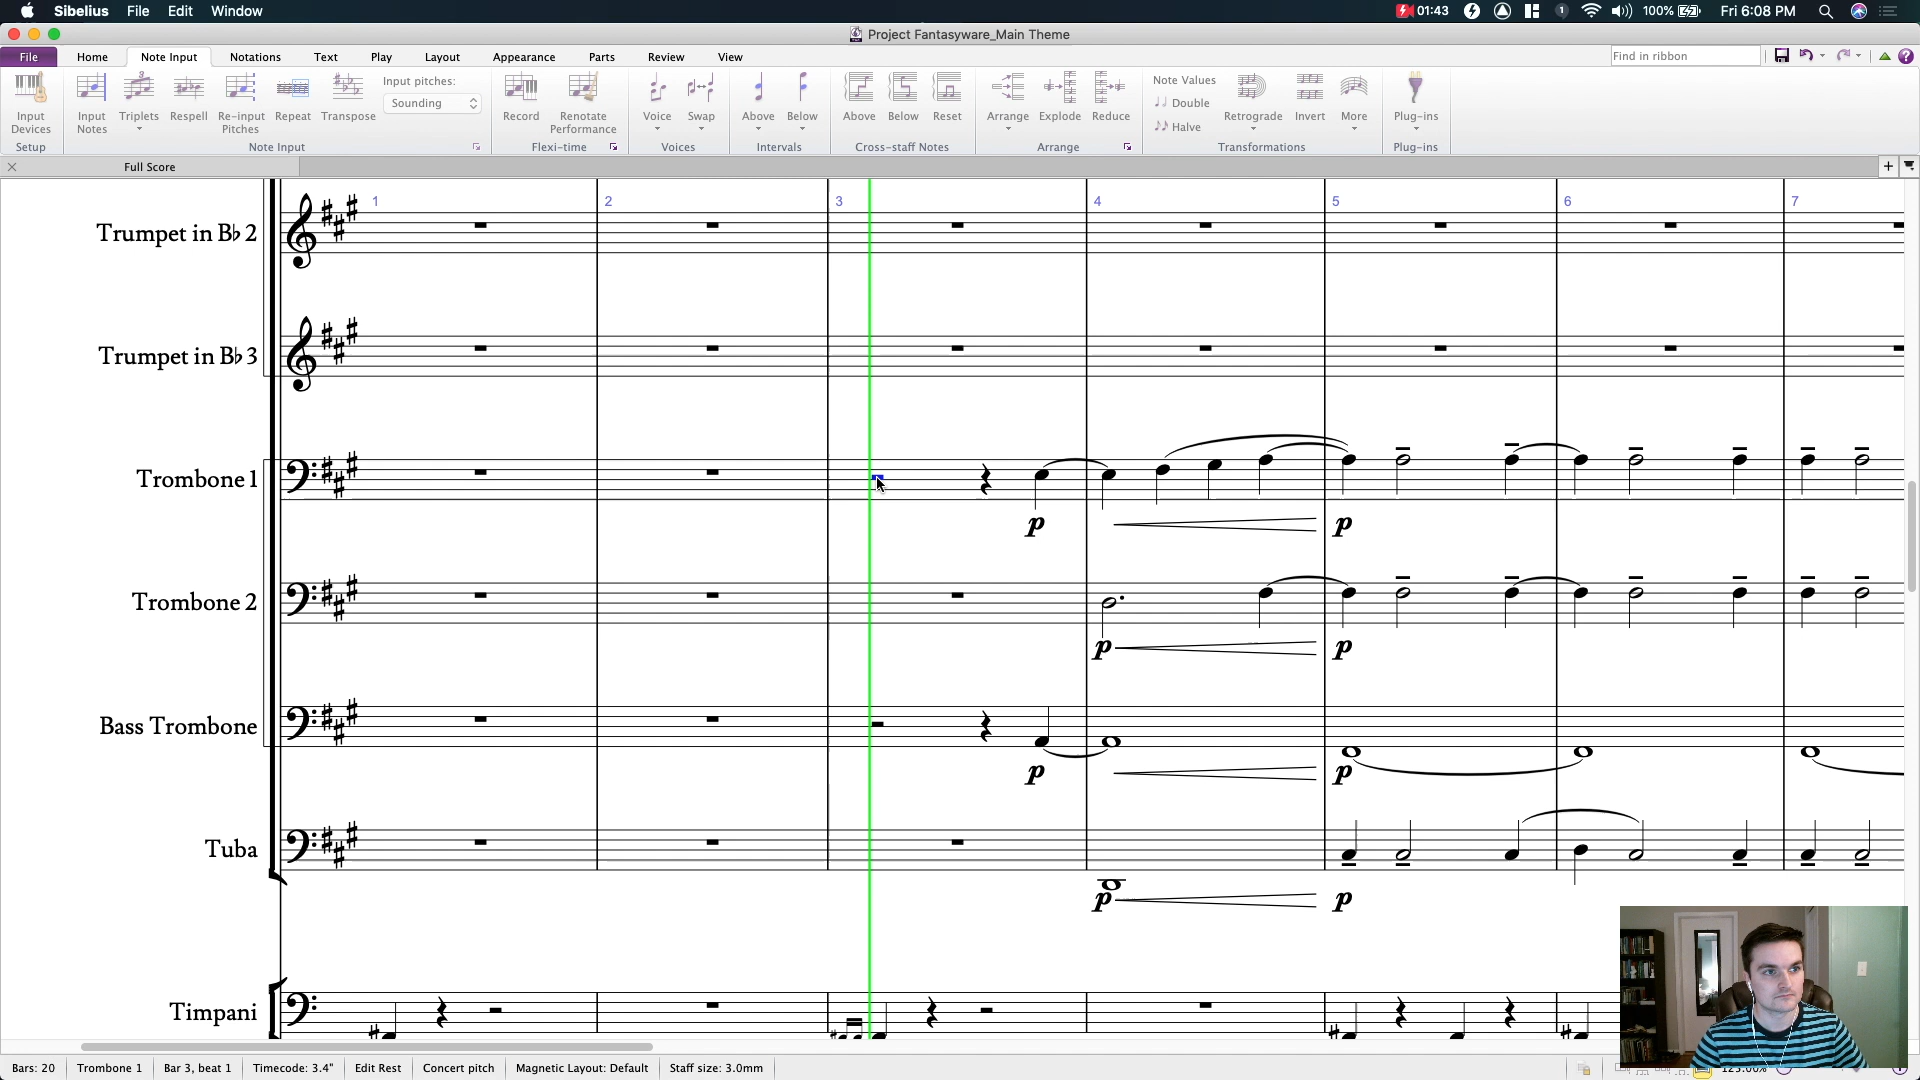 Sibelius File Edit Window 01:43 1 100% Fri 6:08 PM
Project Fantasyware_Main Theme
File Home Note Input Notations Text Play Layout Appearance Parts Review View Find in ribbon ?
Input Devices
Input Notes
Triplets
Respell
Re-input Pitches
Repeat
Transpose
Input pitches:
Sounding
Record
Renotate Performance
Voice
Swap
Above
Below
Above
Below
Reset
Arrange
Explode
Reduce
Note Values
Double
Halve
Retrograde
Invert
More
Plug-ins
Setup Note Input Flexi-time Voices Intervals Cross-staff Notes Arrange Transformations Plug-ins
Full Score
1 2 3 4 5 6 7
Trumpet in B♭ 2
Trumpet in B♭ 3
Trombone 1
p p
Trombone 2
p p
Bass Trombone
p p
Tuba
p p
Timpani
Bars: 20 Trombone 1 Bar 3, beat 1 Timecode: 3.4" Edit Rest Concert pitch Magnetic Layout: Default Staff size: 3.0mm